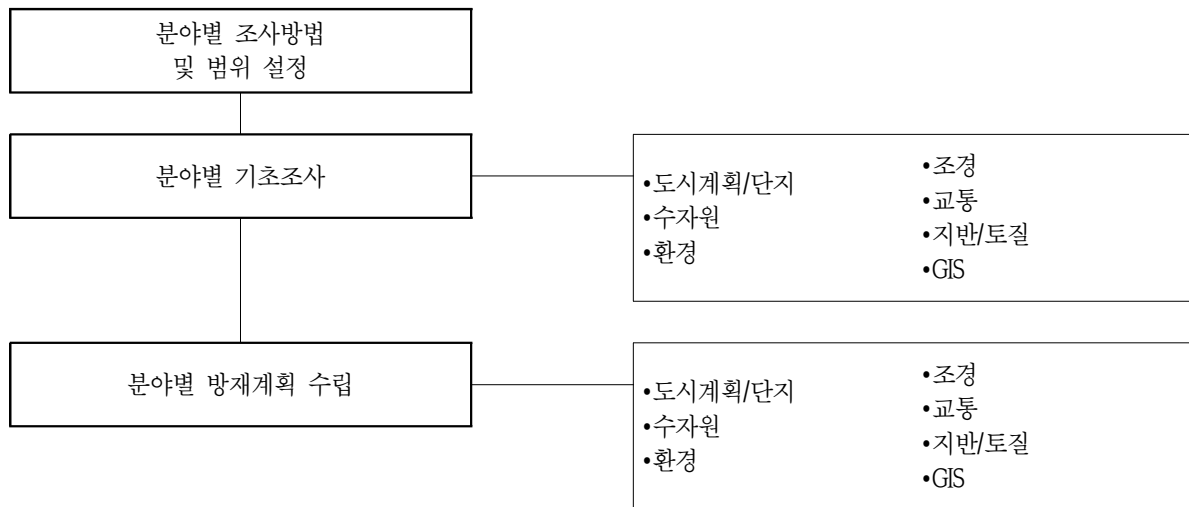 분야별 조사방법
및 범위 설정
분야별 기초조사
•도시계획/단지
•수자원
•환경
•조경
•교통
•지반/토질
•GIS
분야별 방재계획 수립
•도시계획/단지
•수자원
•환경
•조경
•교통
•지반/토질
•GIS